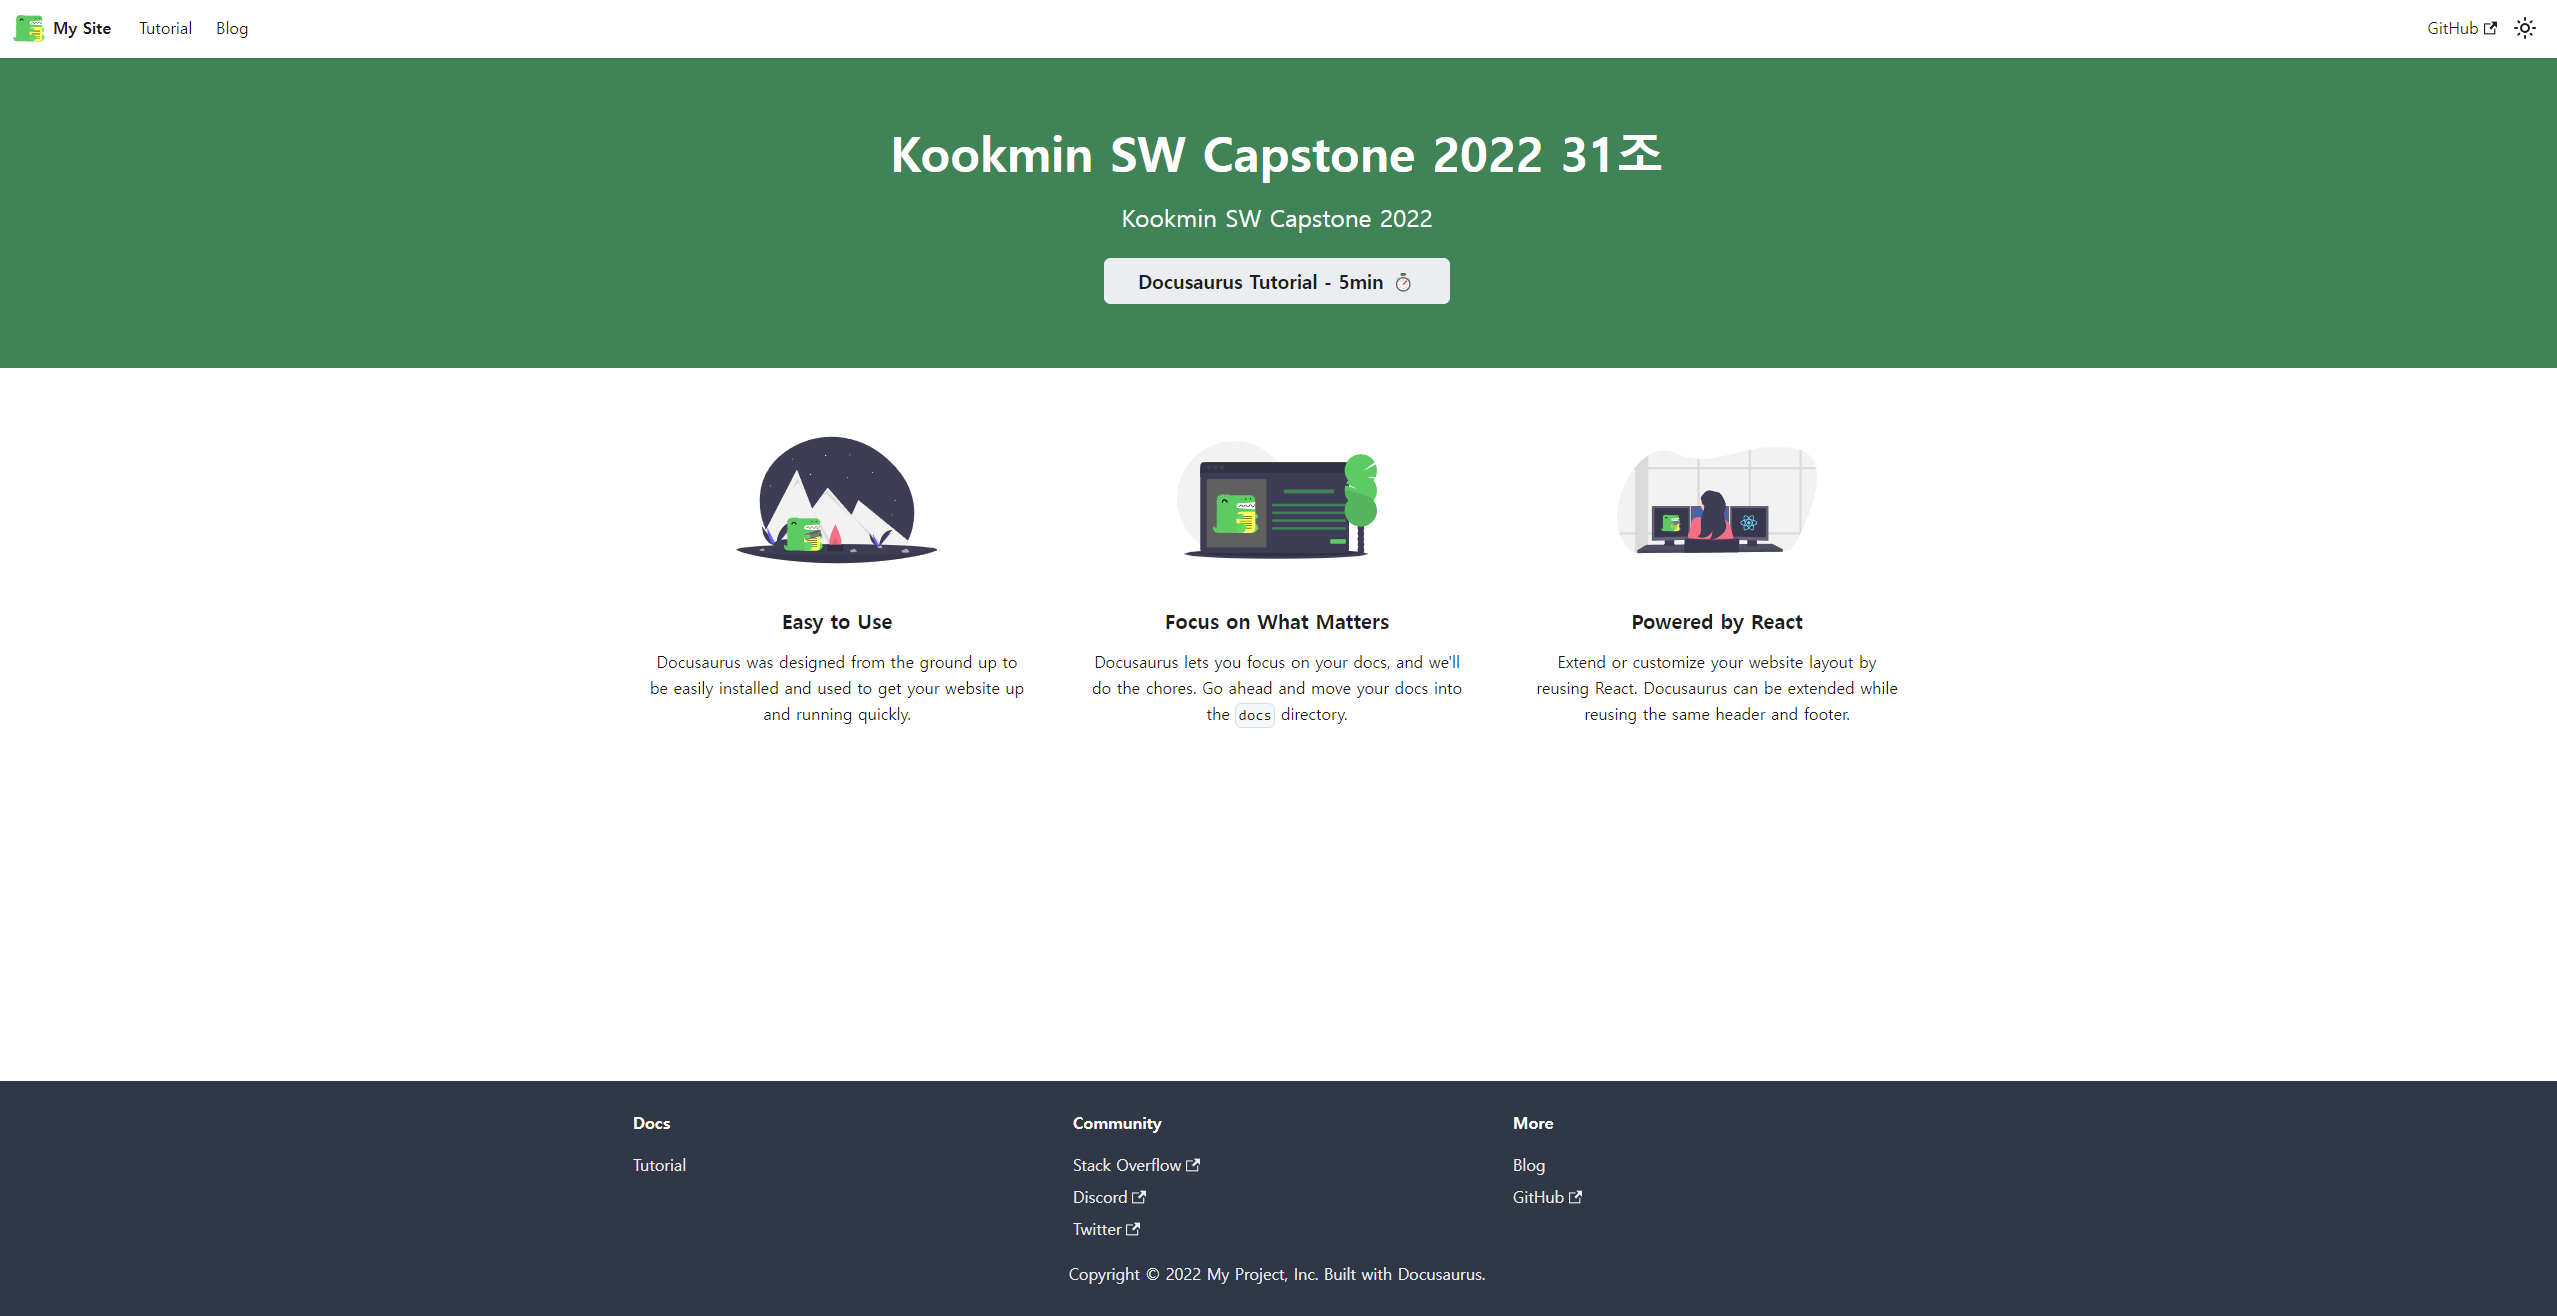 My Site
Tutorial
Blog
GitHub
Kookmin SW Capstone 2022 31조
Kookmin SW Capstone 2022
Docusaurus Tutorial - 5min ⏱️
Easy to Use
Docusaurus was designed from the ground up to
be easily installed and used to get your website up
and running quickly.
Focus on What Matters
Docusaurus lets you focus on your docs, and we'll
do the chores. Go ahead and move your docs into
the docs directory.
Powered by React
Extend or customize your website layout by
reusing React. Docusaurus can be extended while
reusing the same header and footer.
Docs
Tutorial
Community
Stack Overflow
Discord
Twitter
More
Blog
GitHub
Copyright © 2022 My Project, Inc. Built with Docusaurus.